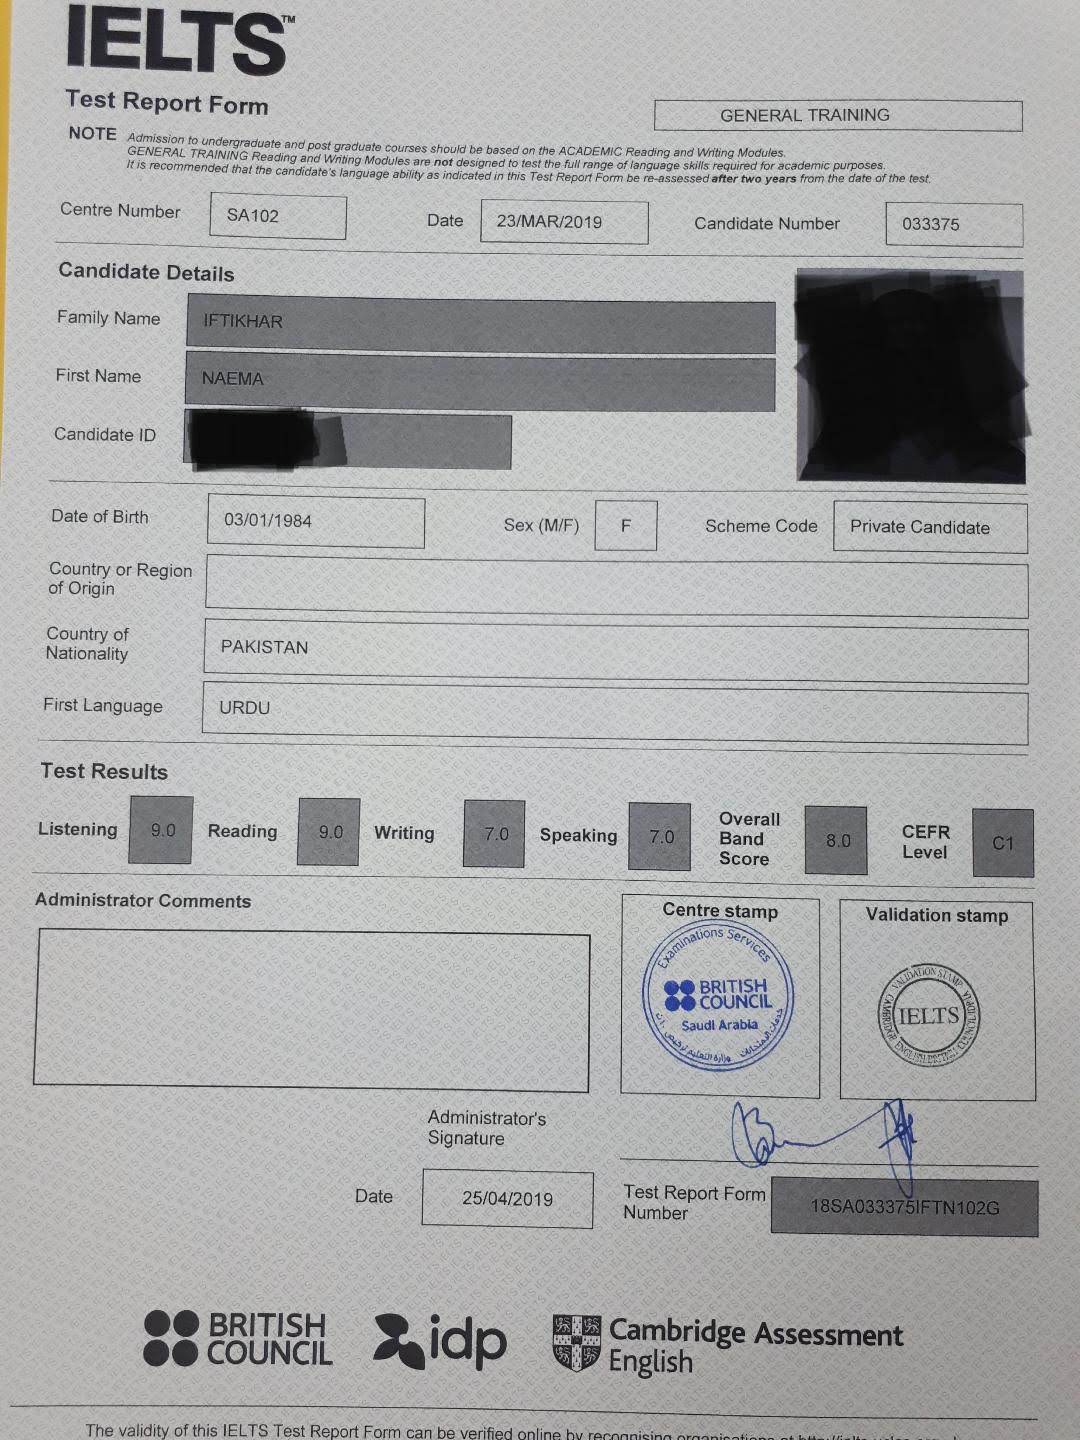 IELTS™
Test Report Form
GENERAL TRAINING
NOTE Admission to undergraduate and post graduate courses should be based on the ACADEMIC Reading and Writing Modules.
GENERAL TRAINING Reading and Writing Modules are not designed to test the full range of language skills required for academic purposes.
It is recommended that the candidate's language ability as indicated in this Test Report Form be re-assessed after two years from the date of the test.
Centre Number SA102 Date 23/MAR/2019 Candidate Number 033375
Candidate Details
Family Name IFTIKHAR
First Name NAEMA
Candidate ID
Date of Birth 03/01/1984 Sex (M/F) F Scheme Code Private Candidate
Country or Region
of Origin
Country of
Nationality PAKISTAN
First Language URDU
Test Results
Listening 9.0 Reading 9.0 Writing 7.0 Speaking 7.0 Overall Band Score 8.0 CEFR Level C1
Administrator Comments
Centre stamp
Validation stamp
Examinations Services
BRITISH
COUNCIL
Saudi Arabia
VALIDATION STAMP
IELTS
Administrator's
Signature
Date 25/04/2019
Test Report Form
Number 18SA033375IFTN102G
BRITISH
COUNCIL
idp
Cambridge Assessment
English
The validity of this IELTS Test Report Form can be verified online by recognising organisations at